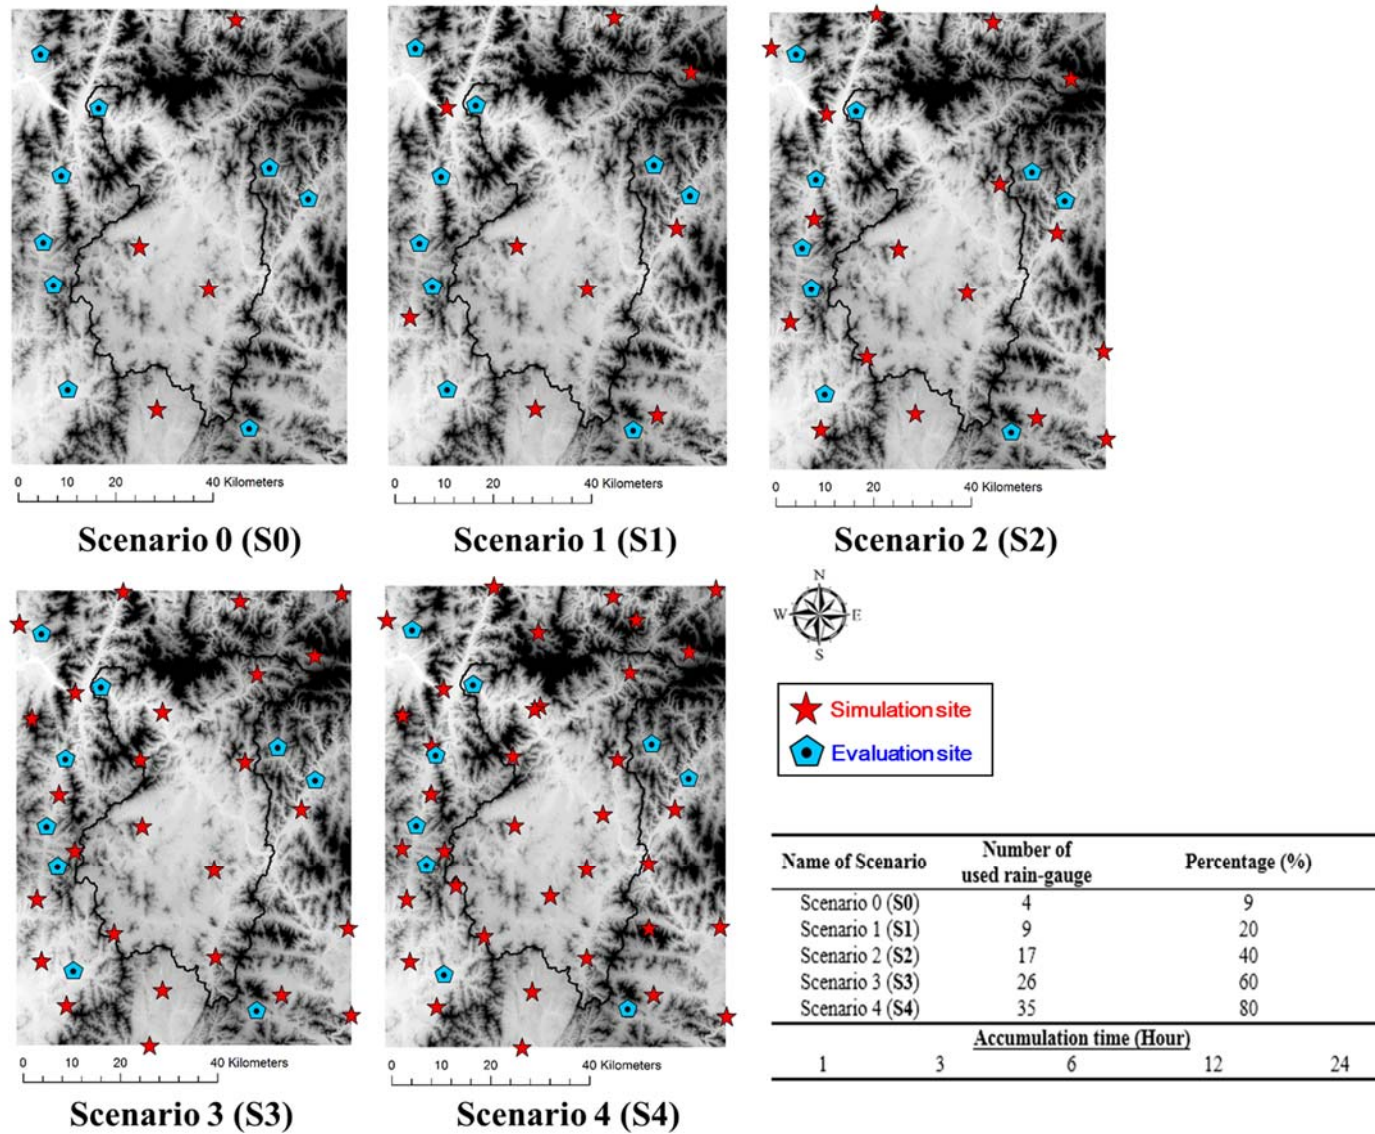 0 10 20 40 Kilometers
Scenario 0 (S0)
0 10 20 40 Kilometers
Scenario 1 (S1)
0 10 20 40 Kilometers
Scenario 2 (S2)
0 10 20 40 Kilometers
Scenario 3 (S3)
0 10 20 40 Kilometers
Scenario 4 (S4)
N
W E
S
Simulation site
Evaluation site
Name of Scenario Number of used rain-gauge Percentage (%)
Scenario 0 (S0) 4 9
Scenario 1 (S1) 9 20
Scenario 2 (S2) 17 40
Scenario 3 (S3) 26 60
Scenario 4 (S4) 35 80
Accumulation time (Hour)
1 3 6 12 24